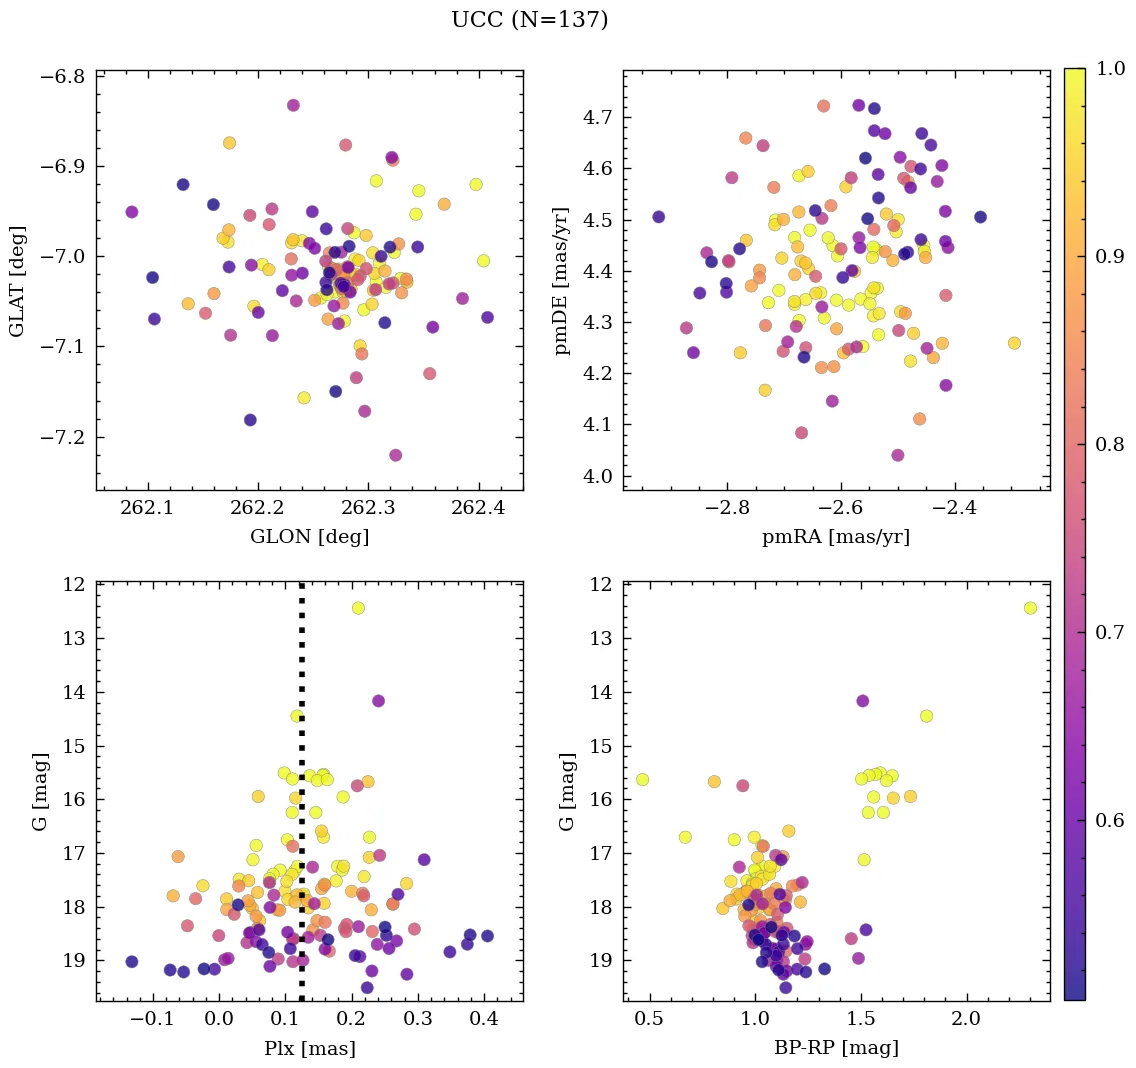 UCC (N=137)
−6.8
−6.9
−7.0
−7.1
−7.2
GLAT [deg]
262.1 262.2 262.3 262.4
GLON [deg]
4.7
4.6
4.5
4.4
4.3
4.2
4.1
4.0
pmDE [mas/yr]
−2.8 −2.6 −2.4
pmRA [mas/yr]
1.0
0.9
0.8
0.7
0.6
12
13
14
15
16
17
18
19
G [mag]
−0.1 0.0 0.1 0.2 0.3 0.4
Plx [mas]
12
13
14
15
16
17
18
19
G [mag]
0.5 1.0 1.5 2.0
BP-RP [mag]